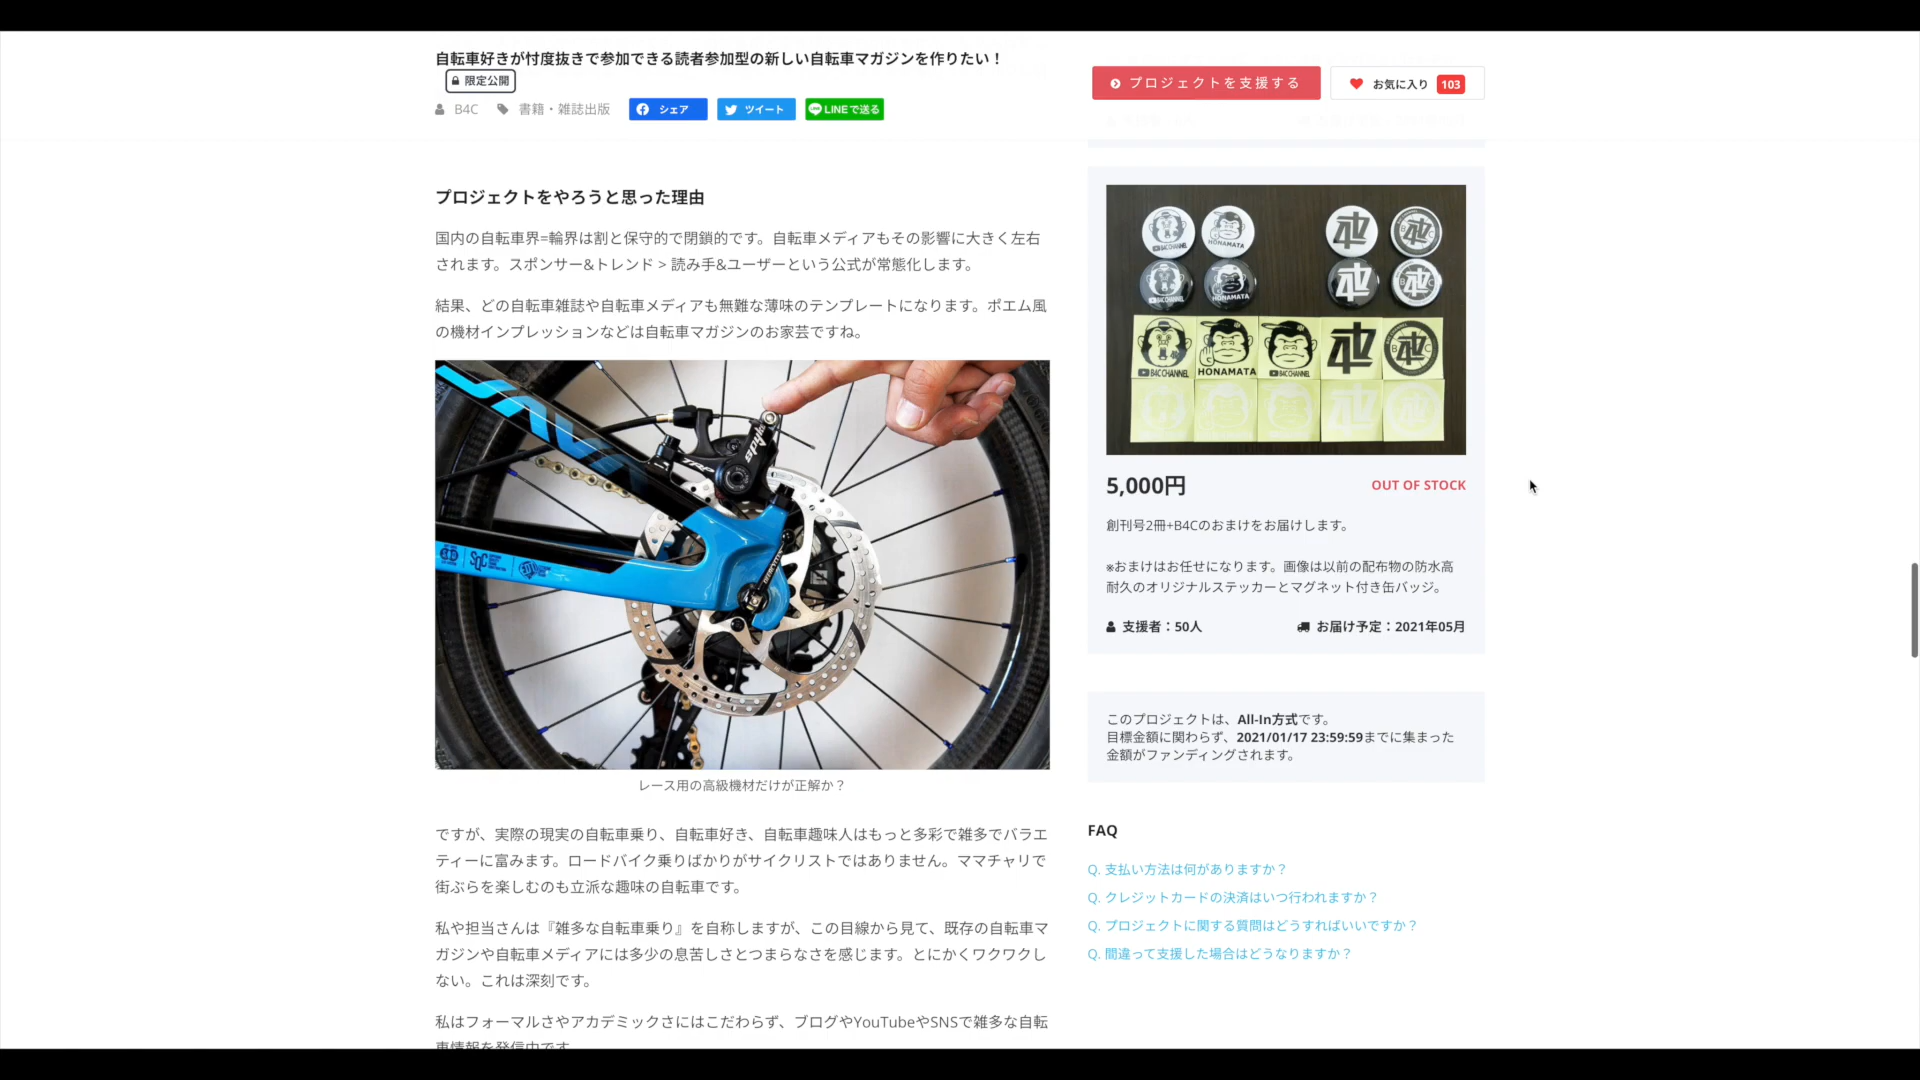 自転車好きが忖度抜きで参加できる読者参加型の新しい自転車マガジンを作りたい！
限定公開
B4C 書籍・雑誌出版 シェア ツイート LINEで送る
プロジェクトを支援する お気に入り 103
プロジェクトをやろうと思った理由
国内の自転車界=輪界は割と保守的で閉鎖的です。自転車メディアもその影響に大きく左右
されます。スポンサー&トレンド > 読み手&ユーザーという公式が常態化します。
結果、どの自転車雑誌や自転車メディアも無難な薄味のテンプレートになります。ポエム風
の機材インプレッションなどは自転車マガジンのお家芸ですね。
TRP
spyke
SQC
レース用の高級機材だけが正解か？
ですが、実際の現実の自転車乗り、自転車好き、自転車趣味人はもっと多彩で雑多でバラエ
ティーに富みます。ロードバイク乗りばかりがサイクリストではありません。ママチャリで
街ぶらを楽しむのも立派な趣味の自転車です。
私や担当さんは『雑多な自転車乗り』を自称しますが、この目線から見て、既存の自転車マ
ガジンや自転車メディアには多少の息苦しさとつまらなさを感じます。とにかくワクワクし
ない。これは深刻です。
私はフォーマルさやアカデミックさにはこだわらず、ブログやYouTubeやSNSで雑多な自転
車情報を発信中です。
B4C CHANNEL HONAMATA
B4C CHANNEL HONAMATA
B4C CHANNEL HONAMATA B4C CHANNEL
5,000円 OUT OF STOCK
創刊号2冊+B4Cのおまけをお届けします。
※おまけはお任せになります。画像は以前の配布物の防水高
耐久のオリジナルステッカーとマグネット付き缶バッジ。
支援者：50人 お届け予定：2021年05月
このプロジェクトは、All-In方式です。
目標金額に関わらず、2021/01/17 23:59:59までに集まった
金額がファンディングされます。
FAQ
Q. 支払い方法は何がありますか？
Q. クレジットカードの決済はいつ行われますか？
Q. プロジェクトに関する質問はどうすればいいですか？
Q. 間違って支援した場合はどうなりますか？